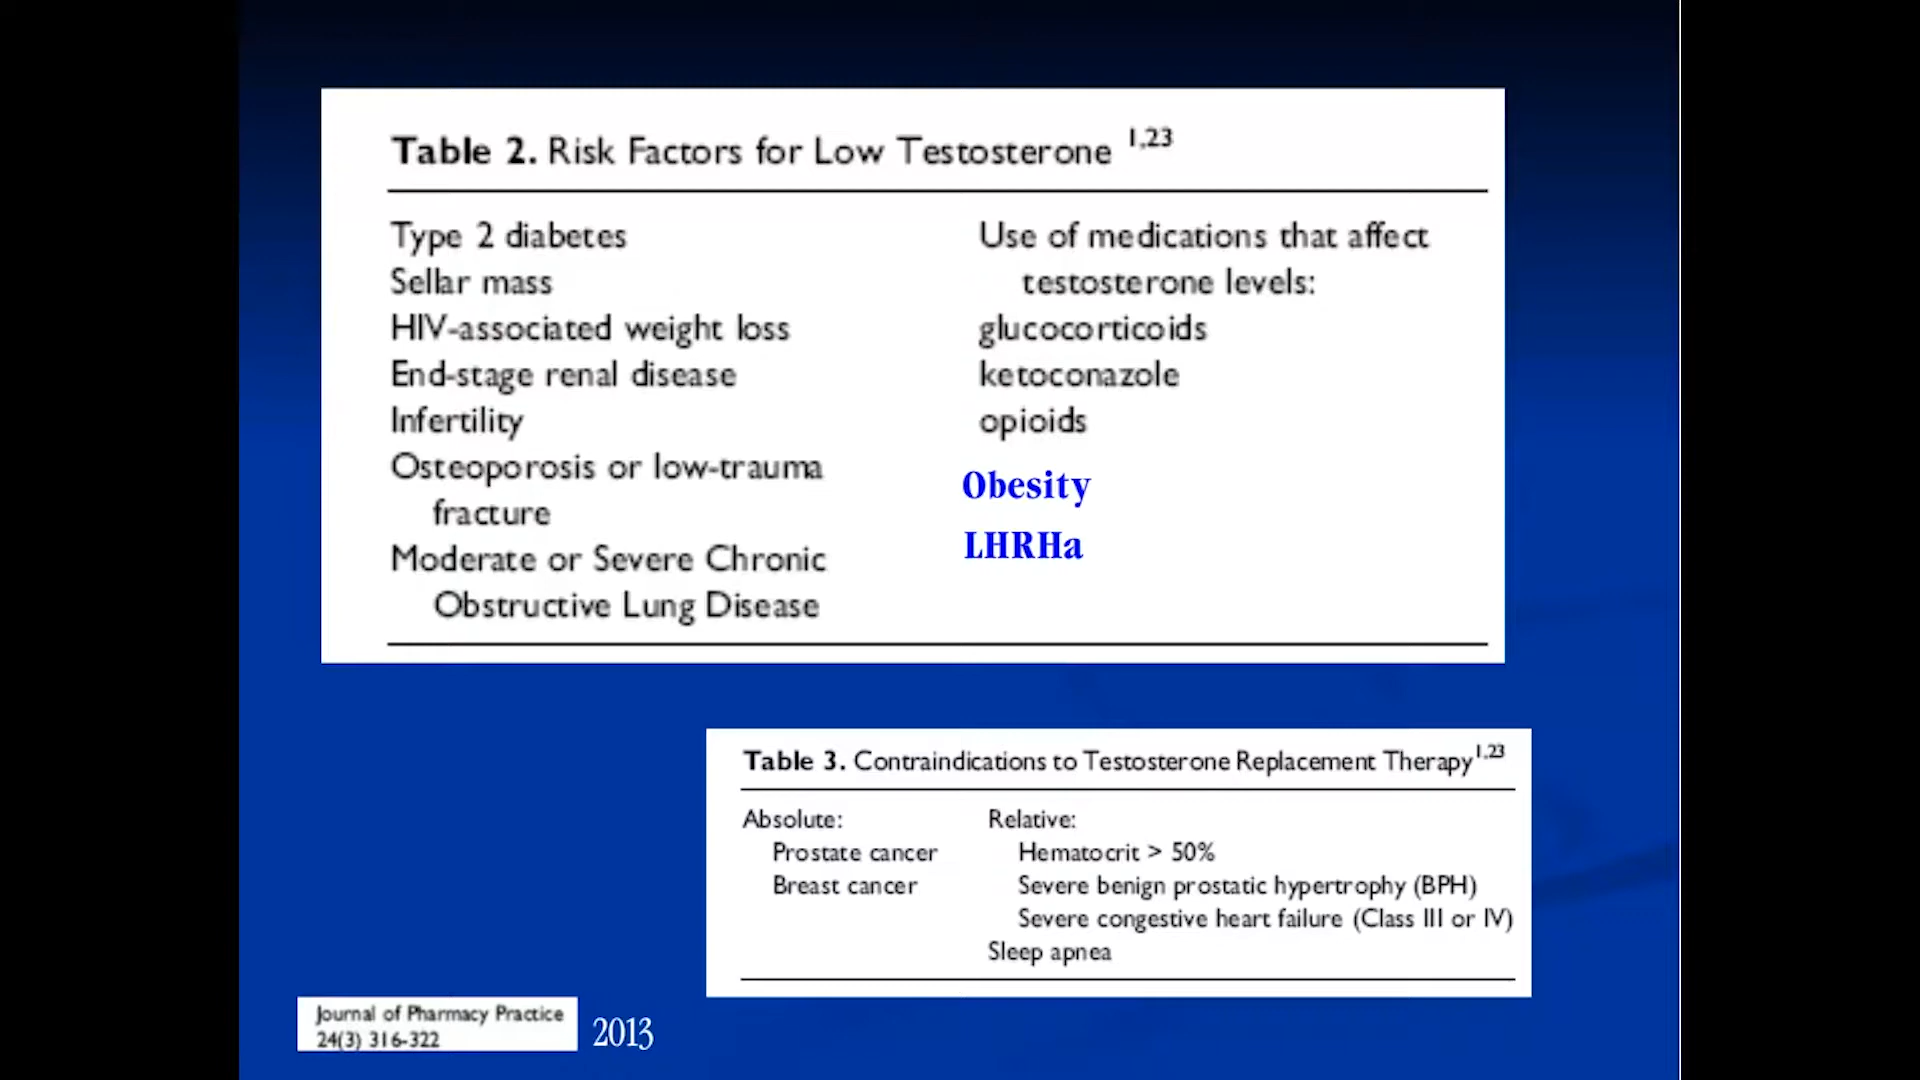 Table 2. Risk Factors for Low Testosterone 1,23
Type 2 diabetes
Sellar mass
HIV-associated weight loss
End-stage renal disease
Infertility
Osteoporosis or low-trauma
fracture
Moderate or Severe Chronic
Obstructive Lung Disease
Use of medications that affect
testosterone levels:
glucocorticoids
ketoconazole
opioids
Obesity
LHRHa
Table 3. Contraindications to Testosterone Replacement Therapy 1,23
Absolute:
Prostate cancer
Breast cancer
Relative:
Hematocrit > 50%
Severe benign prostatic hypertrophy (BPH)
Severe congestive heart failure (Class III or IV)
Sleep apnea
Journal of Pharmacy Practice
24(3) 316-322
2013